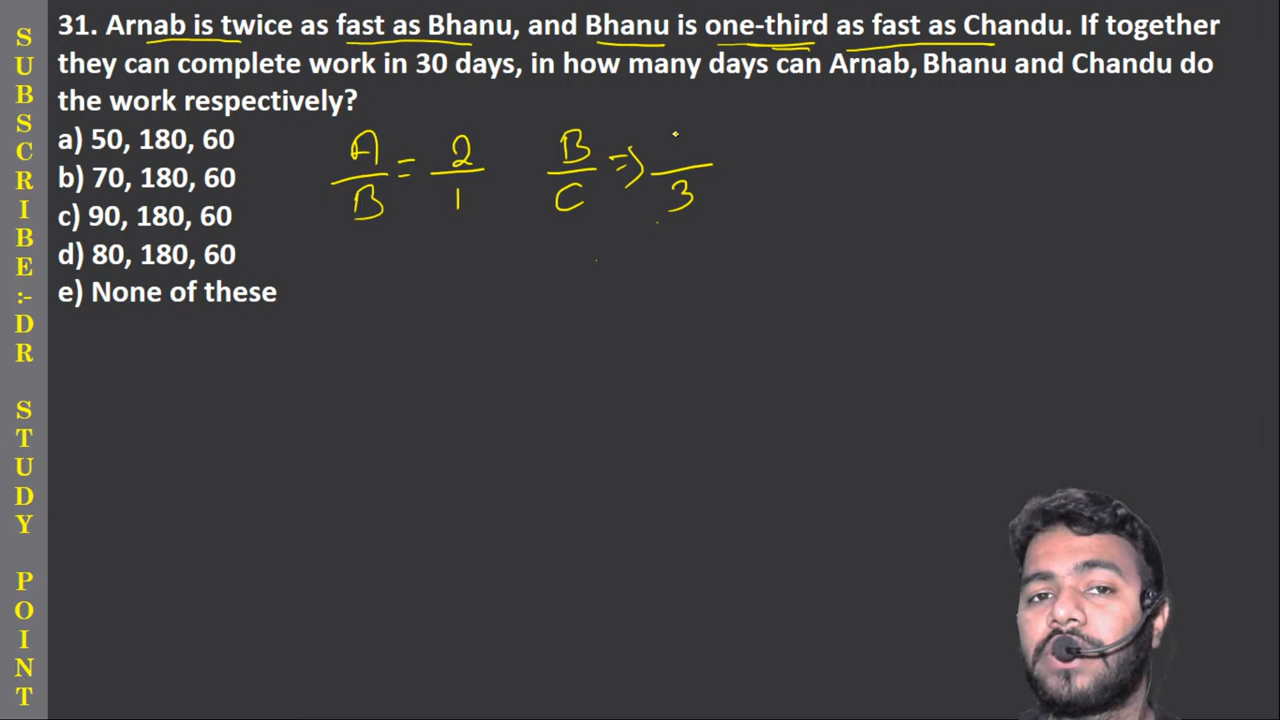 31. Arnab is twice as fast as Bhanu, and Bhanu is one-third as fast as Chandu. If together
they can complete work in 30 days, in how many days can Arnab, Bhanu and Chandu do
the work respectively?
a) 50, 180, 60
b) 70, 180, 60
c) 90, 180, 60
d) 80, 180, 60
e) None of these
A/B = 2/1
B/C ⇒ /3
SUBSCRIBE:-DR STUDY POINT